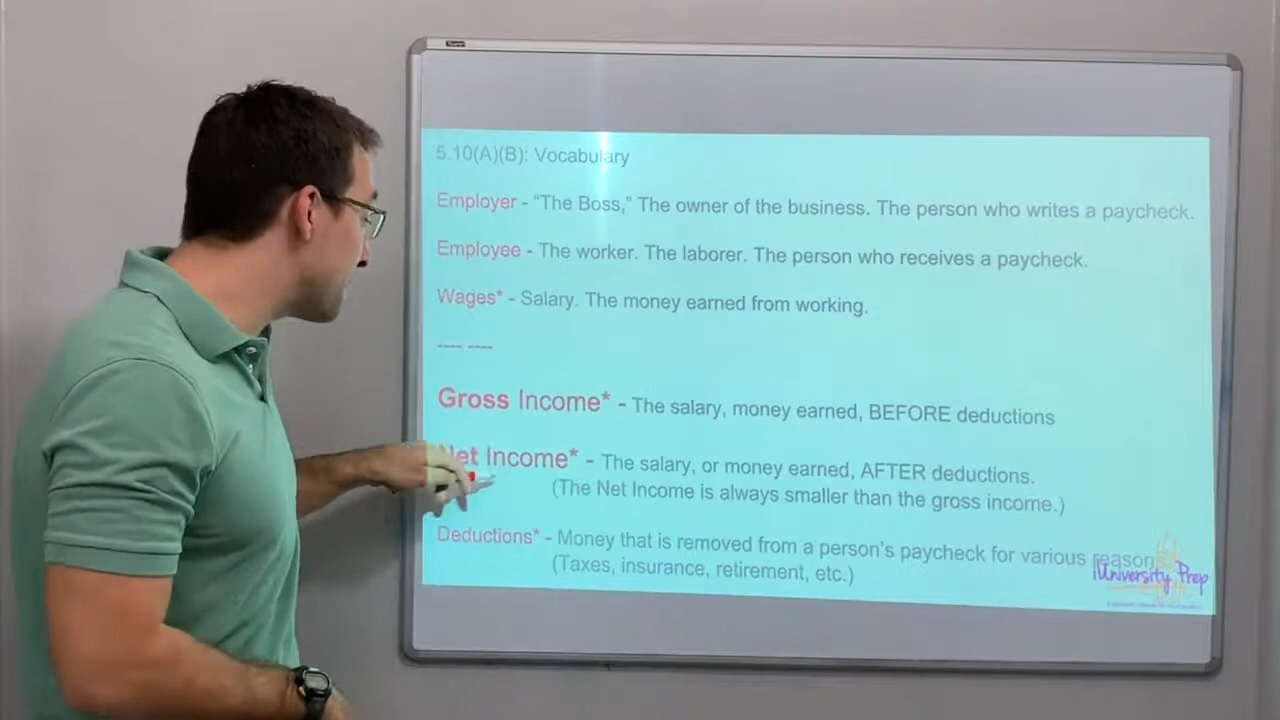 5.10(A)(B): Vocabulary
Employer - “The Boss,” The owner of the business. The person who writes a paycheck.
Employee - The worker. The laborer. The person who receives a paycheck.
Wages* - Salary. The money earned from working.
___ ___
Gross Income* - The salary, money earned, BEFORE deductions
Net Income* - The salary, or money earned, AFTER deductions.
(The Net Income is always smaller than the gross income.)
Deductions* - Money that is removed from a person's paycheck for various reason
(Taxes, insurance, retirement, etc.)
iUniversity Prep